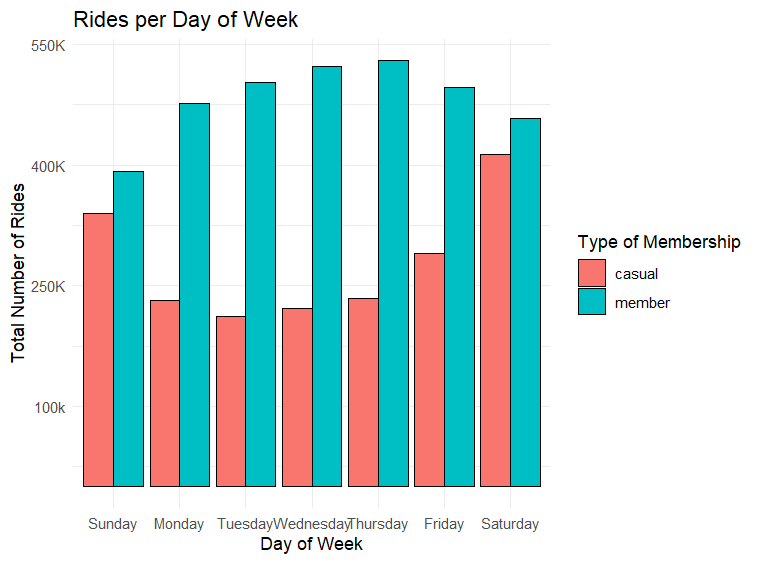 Rides per Day of Week
550K
400K
250K
100k
Total Number of Rides
Sunday Monday Tuesday Wednesday Thursday Friday Saturday
Day of Week
Type of Membership
casual
member